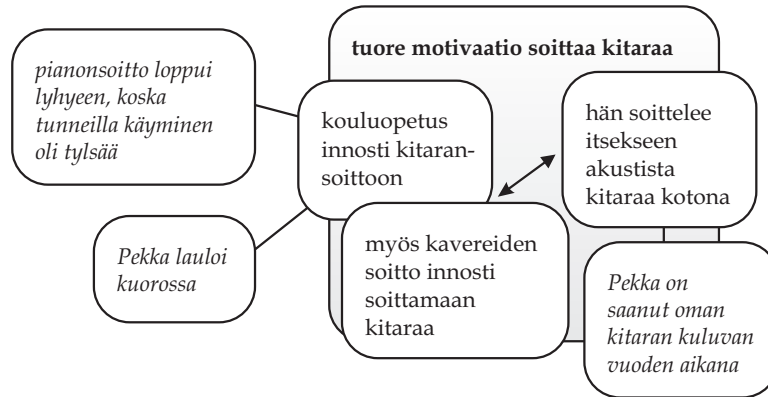 tuore motivaatio soittaa kitaraa
pianonsoitto loppui
lyhyeen, koska
tunneilla käyminen
oli tylsää
kouluopetus
innosti kitaran-
soittoon
hän soittelee
itsekseen
akustista
kitaraa kotona
Pekka lauloi
kuorossa
myös kavereiden
soitto innosti
soittamaan
kitaraa
Pekka on
saanut oman
kitaran kuluvan
vuoden aikana